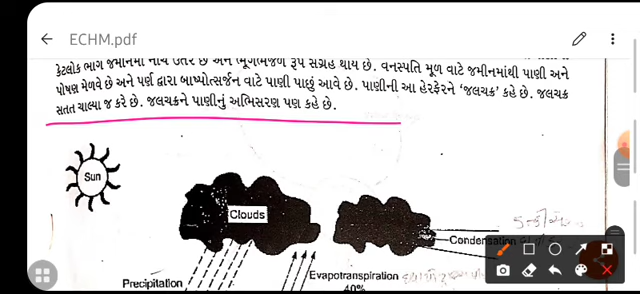 ECHM.pdf
કેટલોક ભાગ જમીનમાં નીચે ઉતરે છે અને ભૂગર્ભજળ રૂપે સંગ્રહ થાય છે. વનસ્પતિ મૂળ વાટે જમીનમાંથી પાણી અને
પોષણ મેળવે છે અને પર્ણ દ્વારા બાષ્પોત્સર્જન વાટે પાણી પાછું આવે છે. પાણીની આ હેરફેરને ‘જલચક્ર’ કહે છે. જલચક્ર
સતત ચાલ્યા જ કરે છે. જલચક્રને પાણીનું અભિસરણ પણ કહે છે.
Sun
Clouds
Condensation
Precipitation
Evapotranspiration
40%